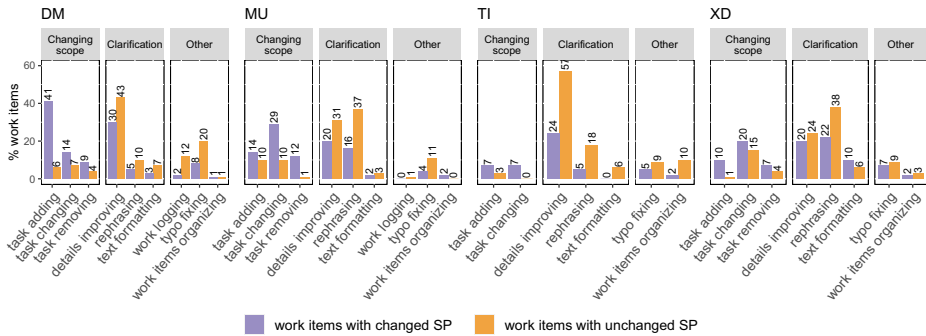 DM MU TI XD
Changing scope Clarification Other Changing scope Clarification Other Changing scope Clarification Other Changing scope Clarification Other
% work items
60
40
20
0
41 6 14 7 9 4 30 43 5 10 3 7 2 12 8 20 1 1
14 10 29 10 12 1 20 31 16 37 2 3 0 1 4 11 2 0
7 3 7 0 24 57 5 18 0 6 5 9 2 10
10 1 20 15 7 4 20 24 22 38 10 6 7 9 2 3
task adding
task changing
task removing
details improving
rephrasing
text formatting
work logging
typo fixing
work items organizing
task adding
task changing
task removing
details improving
rephrasing
text formatting
work logging
typo fixing
work items organizing
task adding
task changing
details improving
rephrasing
text formatting
typo fixing
work items organizing
task adding
task changing
task removing
details improving
rephrasing
text formatting
typo fixing
work items organizing
work items with changed SP work items with unchanged SP